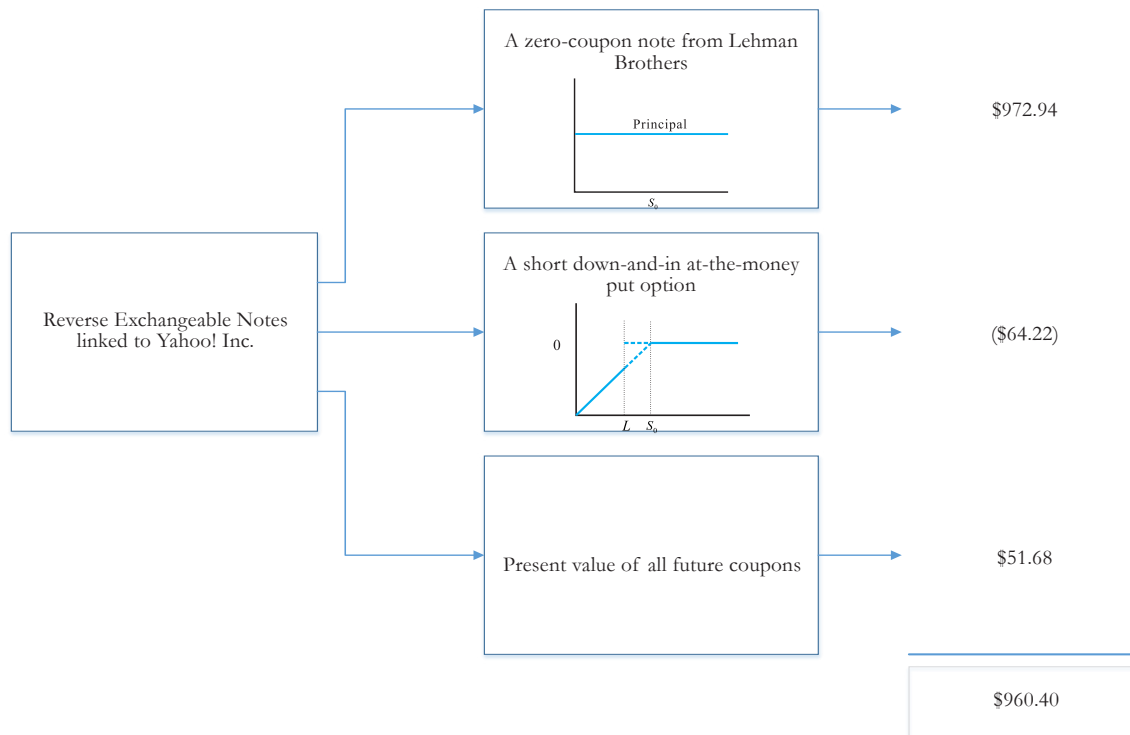 A zero-coupon note from Lehman
Brothers
Principal
S₀
$972.94
Reverse Exchangeable Notes
linked to Yahoo! Inc.
A short down-and-in at-the-money
put option
0
L
S₀
($64.22)
Present value of all future coupons
$51.68
$960.40